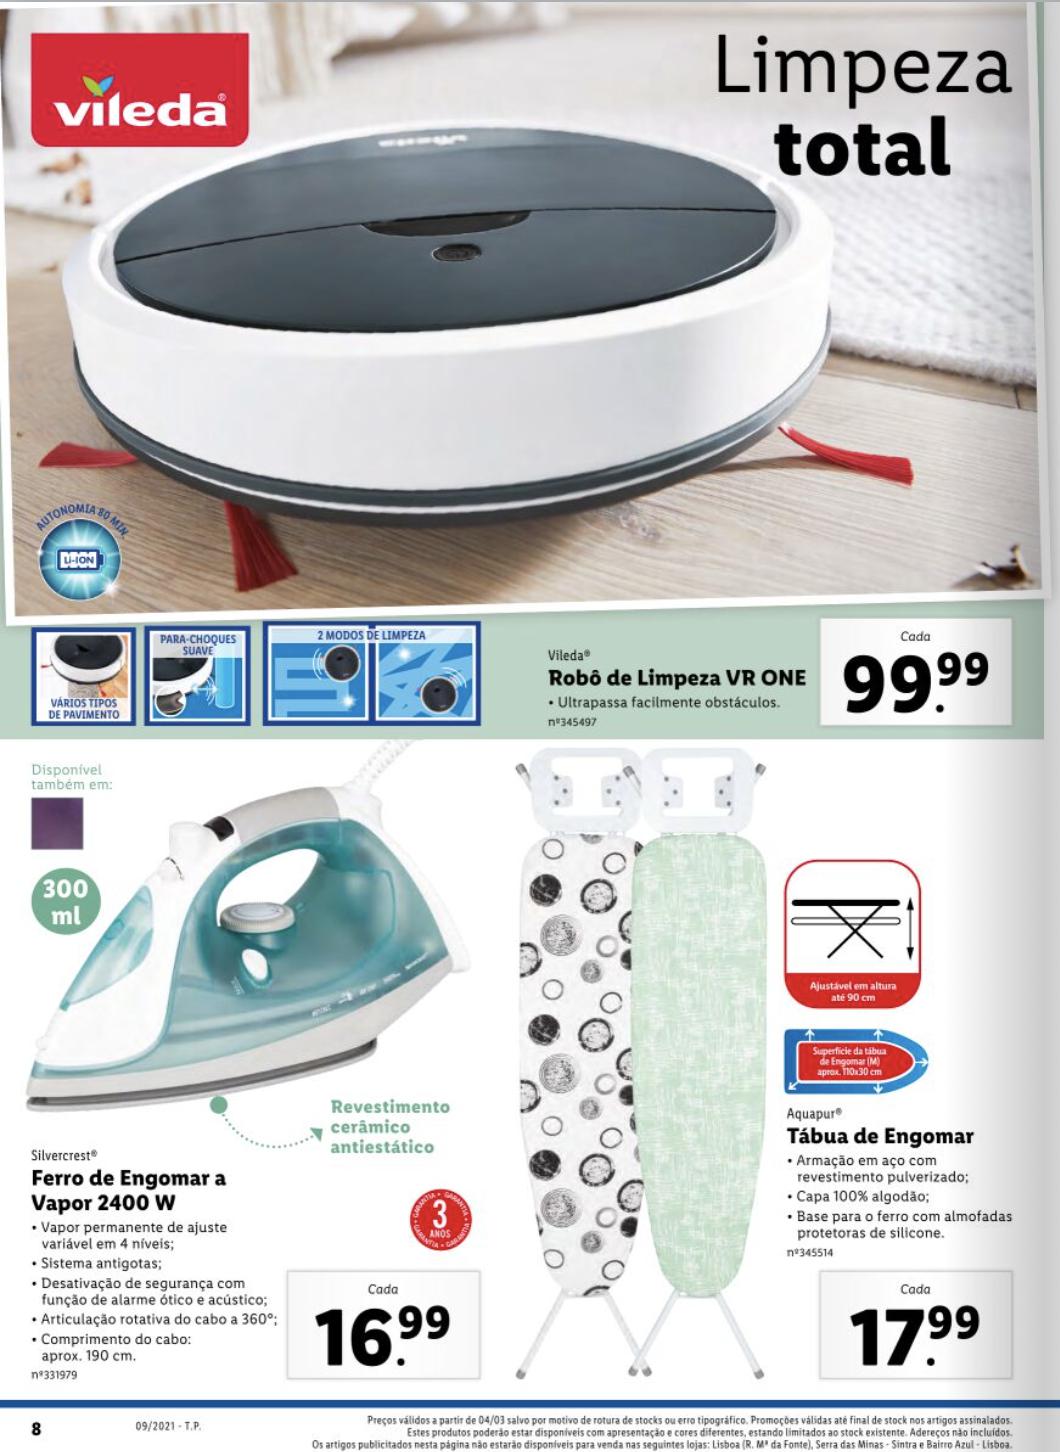 vileda®
Limpeza
total
AUTONOMIA 80 MIN.
LI-ION
VÁRIOS TIPOS
DE PAVIMENTO
PARA-CHOQUES
SUAVE
2 MODOS DE LIMPEZA
Vileda®
Robô de Limpeza VR ONE
• Ultrapassa facilmente obstáculos.
nº345497
Cada
99.99
Disponível
também em:
300
ml
Revestimento
cerâmico
antiestático
Silvercrest®
Ferro de Engomar a
Vapor 2400 W
• Vapor permanente de ajuste
variável em 4 níveis;
• Sistema antigotas;
• Desativação de segurança com
função de alarme ótico e acústico;
• Articulação rotativa do cabo a 360°;
• Comprimento do cabo:
aprox. 190 cm.
nº331979
GARANTIA • GARANTIA • GARANTIA • GARANTIA
3
ANOS
Cada
16.99
Ajustável em altura
até 90 cm
Superfície da tábua
de Engomar (M)
aprox. 110x30 cm
Aquapur®
Tábua de Engomar
• Armação em aço com
revestimento pulverizado;
• Capa 100% algodão;
• Base para o ferro com almofadas
protetoras de silicone.
nº345514
Cada
17.99
8
09/2021 - T.P.
Preços válidos a partir de 04/03 salvo por motivo de rotura de stocks ou erro tipográfico. Promoções válidas até final de stock nos artigos assinalados.
Estes produtos poderão estar disponíveis com apresentação e cores diferentes, estando limitados ao stock existente. Adereços não incluídos.
Os artigos publicitados nesta página não estarão disponíveis para venda nas seguintes lojas: Lisboa (R. Mª da Fonte), Serra das Minas - Sintra e Bairro Azul - Lisboa.